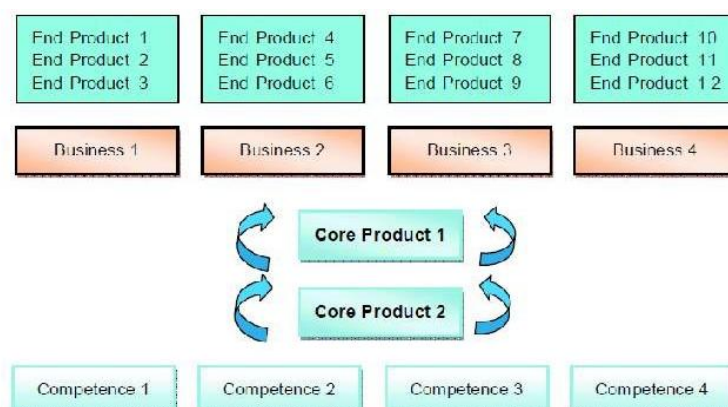 End Product 1
End Product 2
End Product 3
End Product 4
End Product 5
End Product 6
End Product 7
End Product 8
End Product 9
End Product 10
End Product 11
End Product 12
Business 1
Business 2
Business 3
Business 4
Core Product 1
Core Product 2
Competence 1
Competence 2
Competence 3
Competence 4